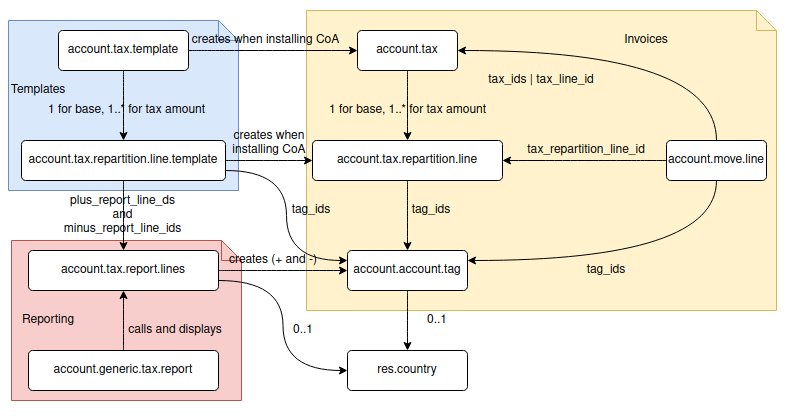 account.tax.template
creates when installing CoA
account.tax
Invoices
tax_ids | tax_line_id
Templates
1 for base, 1..* for tax amount
1 for base, 1..* for tax amount
account.tax.repartition.line.template
creates when
installing CoA
account.tax.repartition.line
tax_repartition_line_id
account.move.line
plus_report_line_ds
and
minus_report_line_ids
tag_ids
tag_ids
account.tax.report.lines
creates (+ and -)
account.account.tag
tag_ids
Reporting
calls and displays
0..1
0..1
account.generic.tax.report
res.country